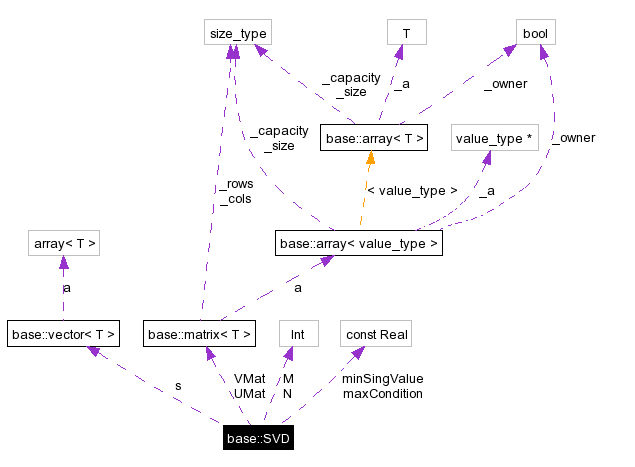 size_type
T
bool
_capacity
_size
_a
_owner
base::array< T >
value_type *
_capacity
_size
_owner
_rows
_cols
< value_type >
_a
array< T >
base::array< value_type >
a
a
base::vector< T >
base::matrix< T >
Int
const Real
s
VMat
UMat
M
N
minSingValue
maxCondition
base::SVD